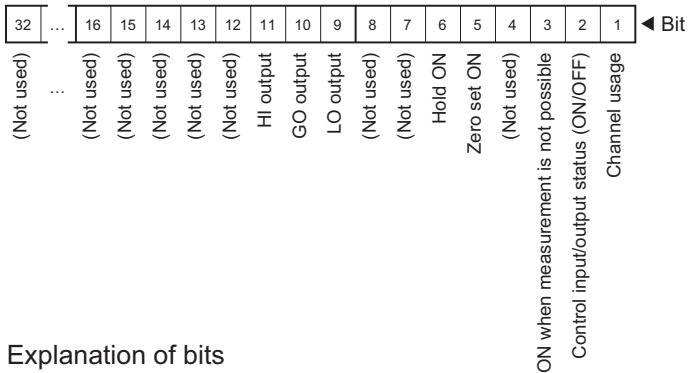 32 ... 16 15 14 13 12 11 10 9 8 7 6 5 4 3 2 1 ◀ Bit
(Not used)
...
(Not used)
(Not used)
(Not used)
(Not used)
(Not used)
HI output
GO output
LO output
(Not used)
(Not used)
Hold ON
Zero set ON
(Not used)
ON when measurement is not possible
Control input/output status (ON/OFF)
Channel usage
Explanation of bits